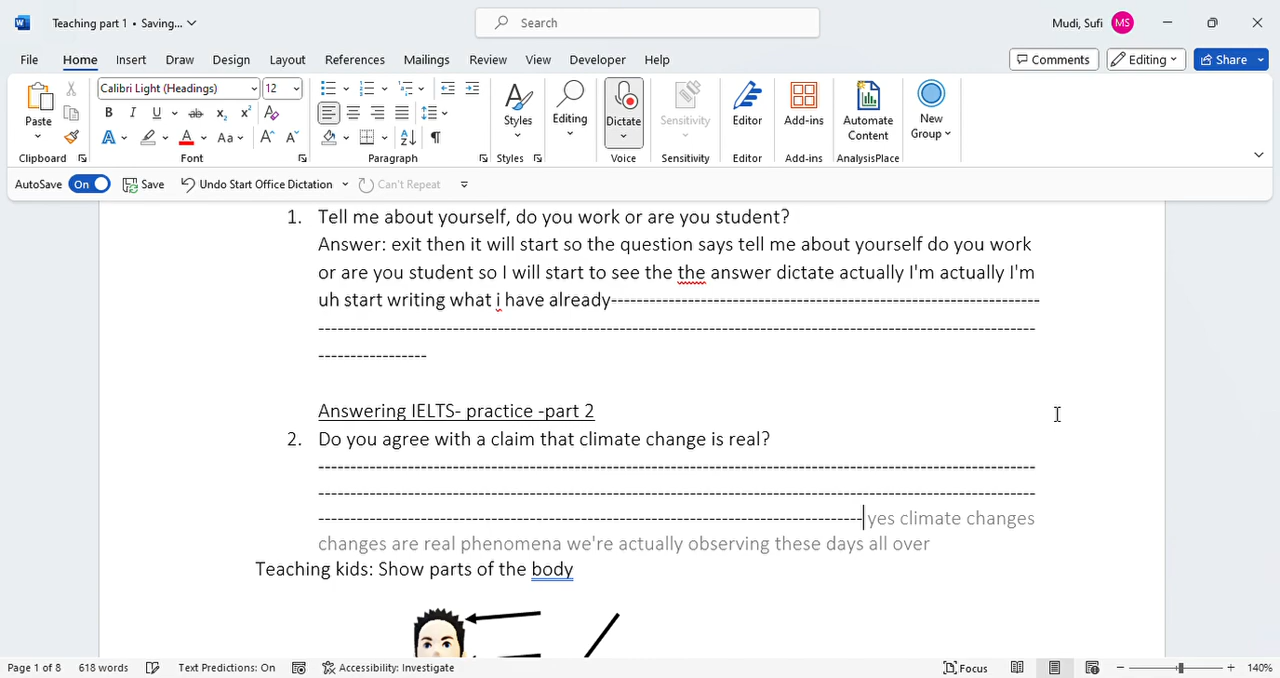 Teaching part 1 • Saving...
Search
Mudi, Sufi
MS
File Home Insert Draw Design Layout References Mailings Review View Developer Help
Comments Editing Share
Calibri Light (Headings) 12
Paste
B I U ab x₂ x²
A A Aa A A
Styles
Editing
Dictate
Sensitivity
Editor
Add-ins
Automate
Content
New
Group
Clipboard Font Paragraph Styles Voice Sensitivity Editor Add-ins AnalysisPlace
AutoSave On Save Undo Start Office Dictation Can't Repeat
1. Tell me about yourself, do you work or are you student?
Answer: exit then it will start so the question says tell me about yourself do you work
or are you student so I will start to see the the answer dictate actually I'm actually I'm
uh start writing what i have already-------------------------------------------------------------------
----------------------------------------------------------------------------------------------------------------
-----------------
Answering IELTS- practice -part 2
2. Do you agree with a claim that climate change is real?
----------------------------------------------------------------------------------------------------------------
----------------------------------------------------------------------------------------------------------------
------------------------------------------------------------------------------------- yes climate changes
changes are real phenomena we're actually observing these days all over
Teaching kids: Show parts of the body
Page 1 of 8 618 words Text Predictions: On Accessibility: Investigate Focus 140%